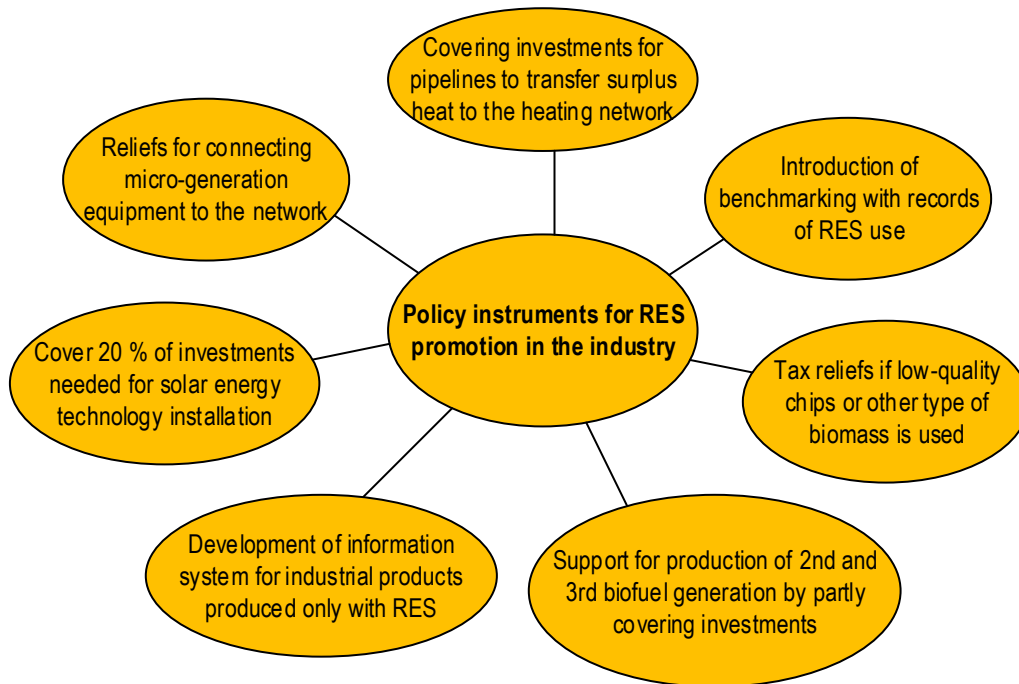 Covering investments for
pipelines to transfer surplus
heat to the heating network
Reliefs for connecting
micro-generation
equipment to the network
Introduction of
benchmarking with records
of RES use
Policy instruments for RES
promotion in the industry
Cover 20 % of investments
needed for solar energy
technology installation
Tax reliefs if low-quality
chips or other type of
biomass is used
Development of information
system for industrial products
produced only with RES
Support for production of 2nd and
3rd biofuel generation by partly
covering investments